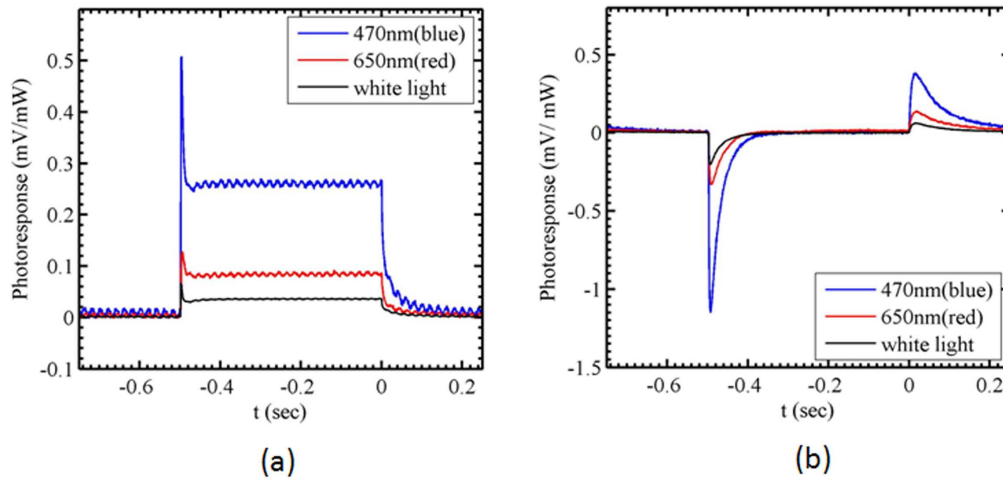 470nm(blue)
650nm(red)
white light
Photoresponse (mV/mW)
0.5
0.4
0.3
0.2
0.1
0
-0.1
-0.6
-0.4
-0.2
0
0.2
t (sec)
(a)
470nm(blue)
650nm(red)
white light
Photoresponse (mV/ mW)
0.5
0
-0.5
-1
-1.5
-0.6
-0.4
-0.2
0
0.2
t (sec)
(b)